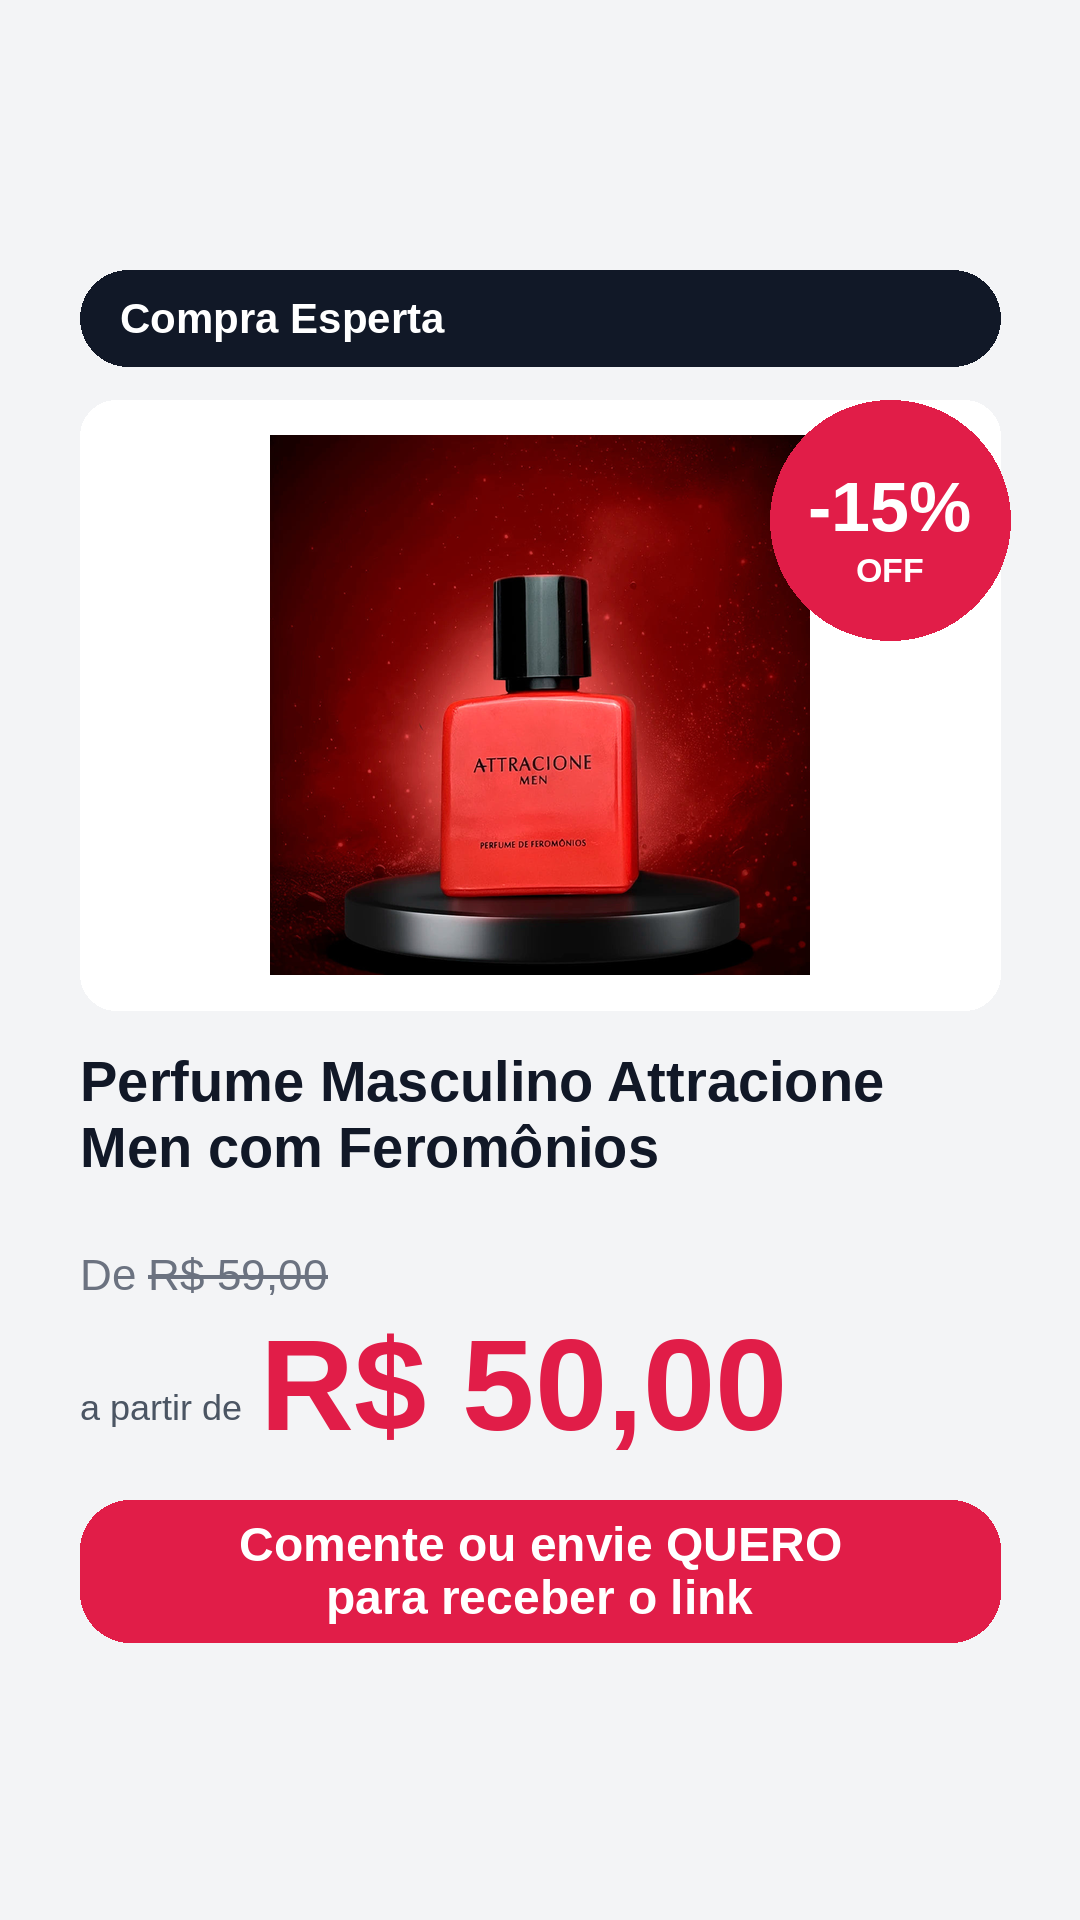 Compra Esperta
-15%
OFF
ATTRACIONE
MEN
PERFUME DE FEROMÔNIOS
Perfume Masculino Attracione
Men com Feromônios
De R$ 59,00
a partir de R$ 50,00
Comente ou envie QUERO
para receber o link